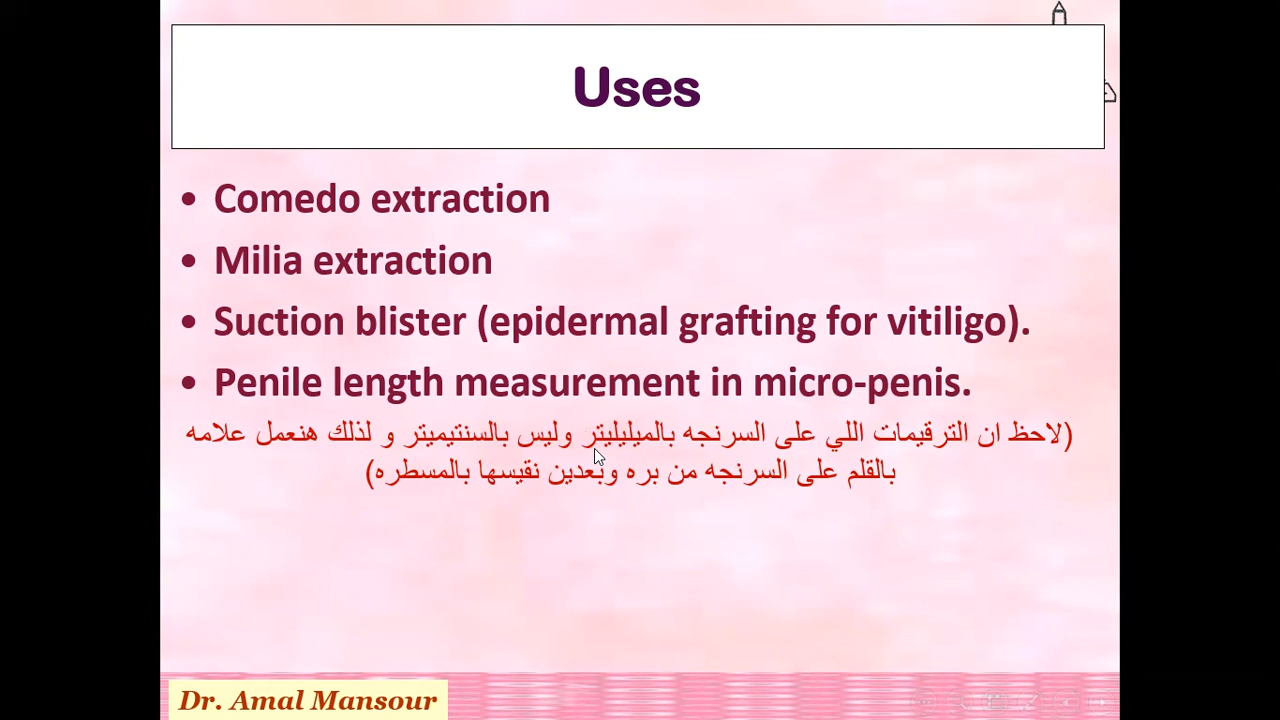 Uses
• Comedo extraction
• Milia extraction
• Suction blister (epidermal grafting for vitiligo).
• Penile length measurement in micro-penis.
(لاحظ ان الترقيمات اللي على السرنجه بالميليليتر وليس بالسنتيميتر و لذلك هنعمل علامه
بالقلم على السرنجه من بره وبعدين نقيسها بالمسطره)
Dr. Amal Mansour